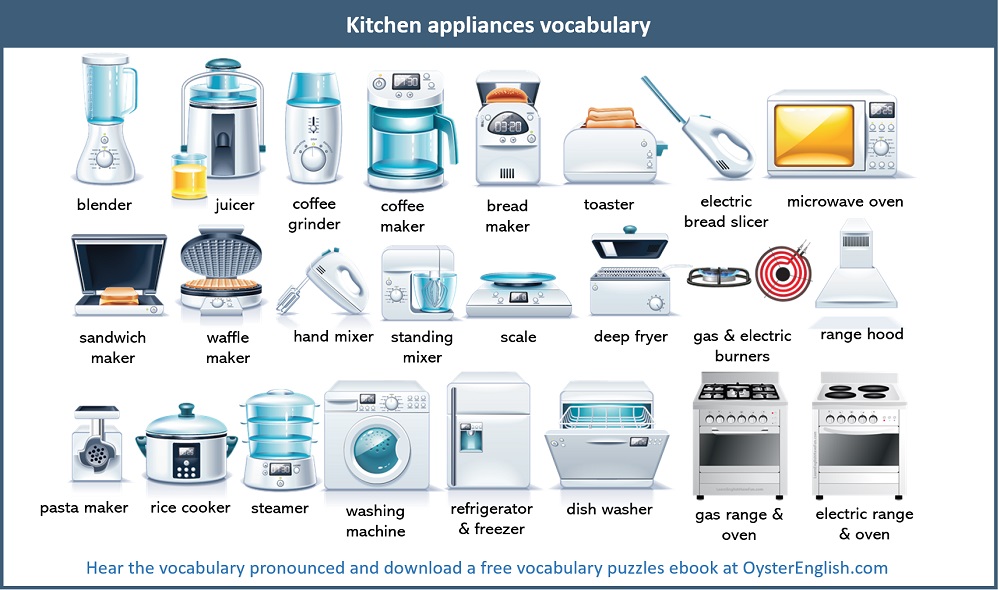 Kitchen appliances vocabulary
03:20
blender
juicer
coffee
grinder
coffee
maker
bread
maker
toaster
electric
bread slicer
microwave oven
sandwich
maker
waffle
maker
hand mixer
standing
mixer
scale
deep fryer
gas & electric
burners
range hood
pasta maker
rice cooker
steamer
washing
machine
refrigerator
& freezer
dish washer
gas range &
oven
electric range
& oven
Hear the vocabulary pronounced and download a free vocabulary puzzles ebook at OysterEnglish.com